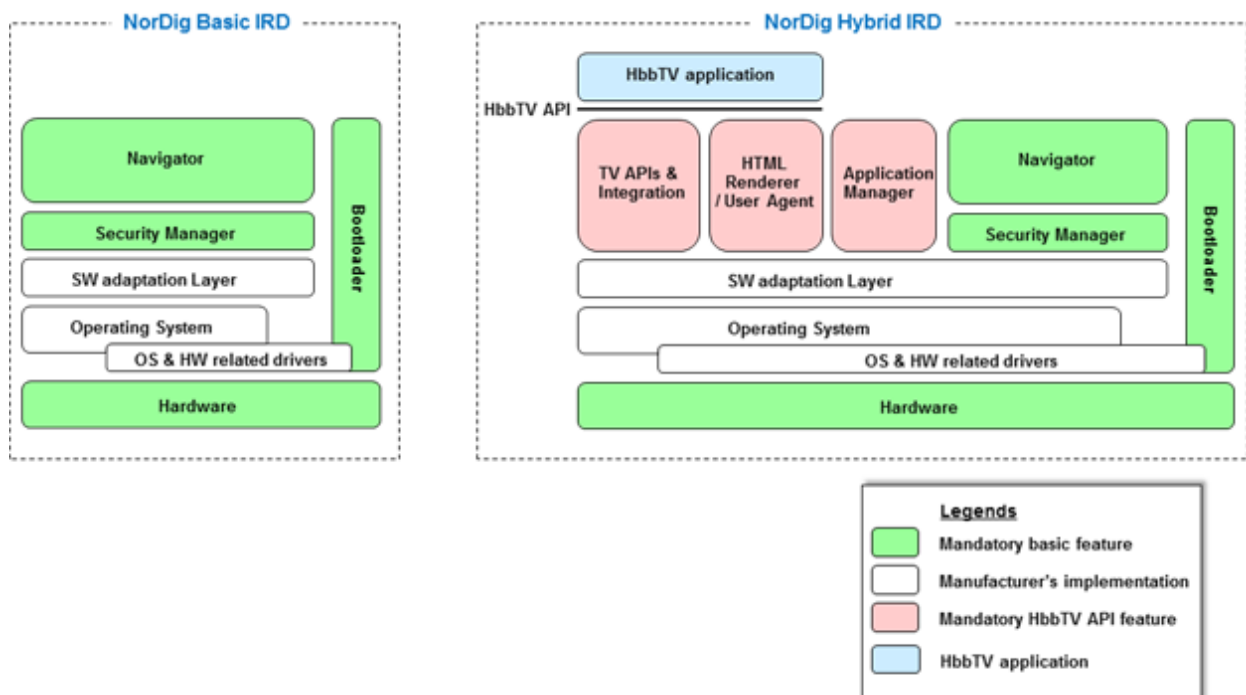 NorDig Basic IRD
Navigator
Security Manager
SW adaptation Layer
Operating System
OS & HW related drivers
Hardware
Bootloader
NorDig Hybrid IRD
HbbTV application
HbbTV API
TV APIs &
Integration
HTML
Renderer
/ User Agent
Application
Manager
Navigator
Security Manager
SW adaptation Layer
Operating System
OS & HW related drivers
Hardware
Bootloader
Legends
Mandatory basic feature
Manufacturer's implementation
Mandatory HbbTV API feature
HbbTV application